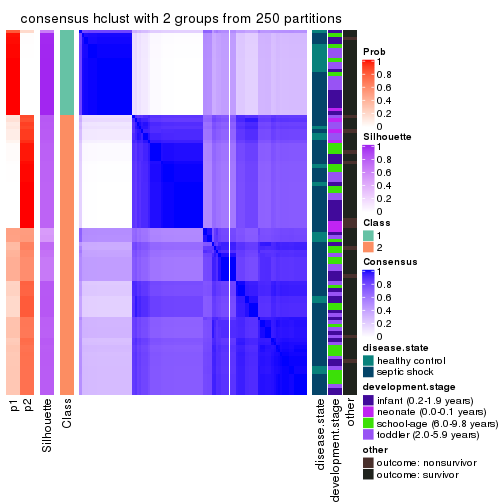 consensus hclust with 2 groups from 250 partitions
Prob
1
0.8
0.6
0.4
0.2
0
Silhouette
1
0.8
0.6
0.4
0.2
0
Class
1
2
Consensus
1
0.8
0.6
0.4
0.2
0
disease.state
healthy control
septic shock
development.stage
infant (0.2-1.9 years)
neonate (0.0-0.1 years)
school-age (6.0-9.8 years)
toddler (2.0-5.9 years)
other
outcome: nonsurvivor
outcome: survivor
p1
p2
Silhouette
Class
disease.state
development.stage
other